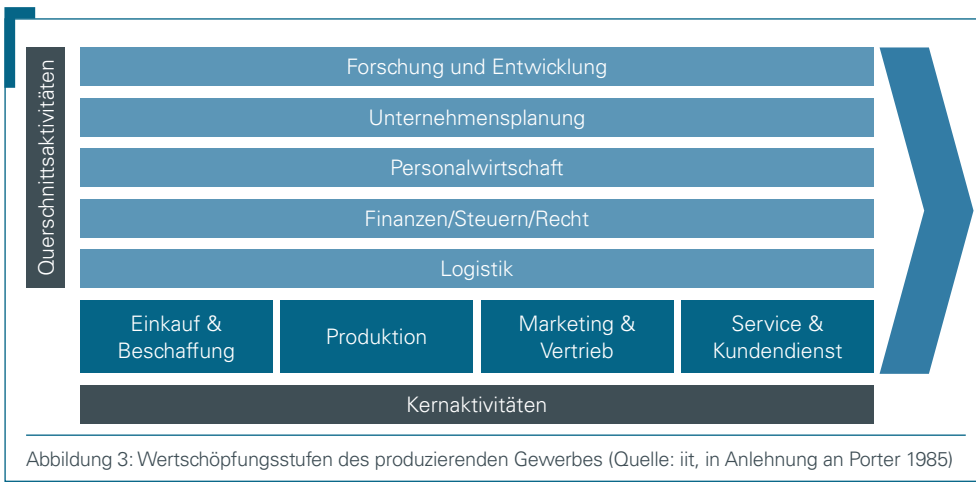 Querschnittsaktivitäten
Forschung und Entwicklung
Unternehmensplanung
Personalwirtschaft
Finanzen/Steuern/Recht
Logistik
Einkauf &
Beschaffung
Produktion
Marketing &
Vertrieb
Service &
Kundendienst
Kernaktivitäten
Abbildung 3: Wertschöpfungsstufen des produzierenden Gewerbes (Quelle: iit, in Anlehnung an Porter 1985)